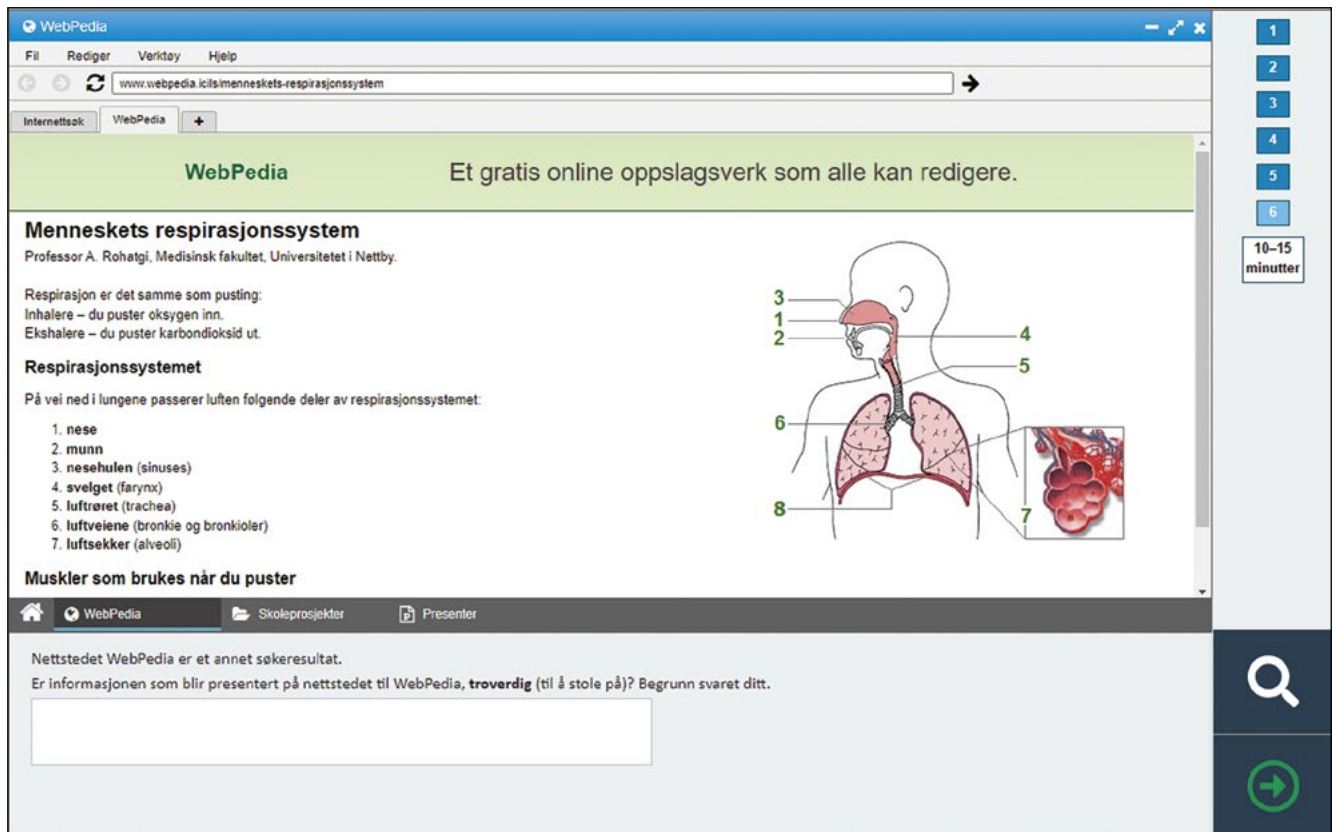 WebPedia
Fil Rediger Verktøy Hjelp
www.webpedia.icils/menneskets-respirasjonssystem
Internettsøk WebPedia +
WebPedia Et gratis online oppslagsverk som alle kan redigere.
Menneskets respirasjonssystem
Professor A. Rohatgi, Medisinsk fakultet, Universitetet i Nettby.
Respirasjon er det samme som pusting:
Inhalere – du puster oksygen inn.
Ekshalere – du puster karbondioksid ut.
Respirasjonssystemet
På vei ned i lungene passerer luften følgende deler av respirasjonssystemet:
1. nese
2. munn
3. nesehulen (sinuses)
4. svelget (farynx)
5. luftrøret (trachea)
6. luftveiene (bronkie og bronkioler)
7. luftsekker (alveoli)
Muskler som brukes når du puster
3
1
2
4
5
6
8
7
WebPedia Skoleprosjekter Presenter
Nettstedet WebPedia er et annet søkeresultat.
Er informasjonen som blir presentert på nettstedet til WebPedia, troverdig (til å stole på)? Begrunn svaret ditt.
1
2
3
4
5
6
10–15
minutter